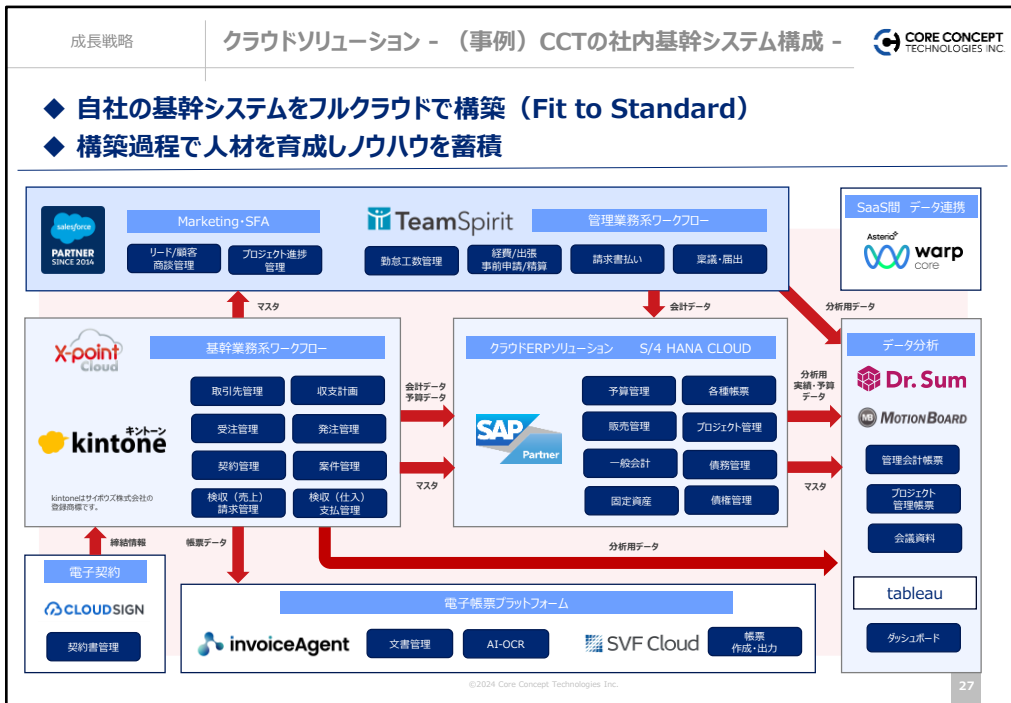 成長戦略
クラウドソリューション - （事例）CCTの社内基幹システム構成 -
CORE CONCEPT
TECHNOLOGIES INC.
◆ 自社の基幹システムをフルクラウドで構築（Fit to Standard）
◆ 構築過程で人材を育成しノウハウを蓄積
salesforce
PARTNER
SINCE 2014
Marketing・SFA
リード/顧客
商談管理
プロジェクト進捗
管理
TeamSpirit
管理業務系ワークフロー
勤怠工数管理
経費/出張
事前申請/精算
請求書払い
稟議・届出
SaaS間 データ連携
Asteria
warp
core
マスタ
会計データ
分析用データ
X-point
Cloud
基幹業務系ワークフロー
キントーン
kintone
kintoneはサイボウズ株式会社の
登録商標です。
取引先管理
収支計画
受注管理
発注管理
契約管理
案件管理
検収（売上）
請求管理
検収（仕入）
支払管理
会計データ
予算データ
マスタ
クラウドERPソリューション S/4 HANA CLOUD
SAP
Partner
予算管理
各種帳票
販売管理
プロジェクト管理
一般会計
債務管理
固定資産
債権管理
分析用
実績・予算
データ
マスタ
データ分析
Dr.Sum
MB MOTIONBOARD
管理会計帳票
プロジェクト
管理帳票
会議資料
tableau
ダッシュボード
締結情報
帳票データ
分析用データ
電子契約
CLOUDSIGN
契約書管理
電子帳票プラットフォーム
invoiceAgent
文書管理
AI-OCR
SVF Cloud
帳票
作成・出力
©2024 Core Concept Technologies Inc.
27